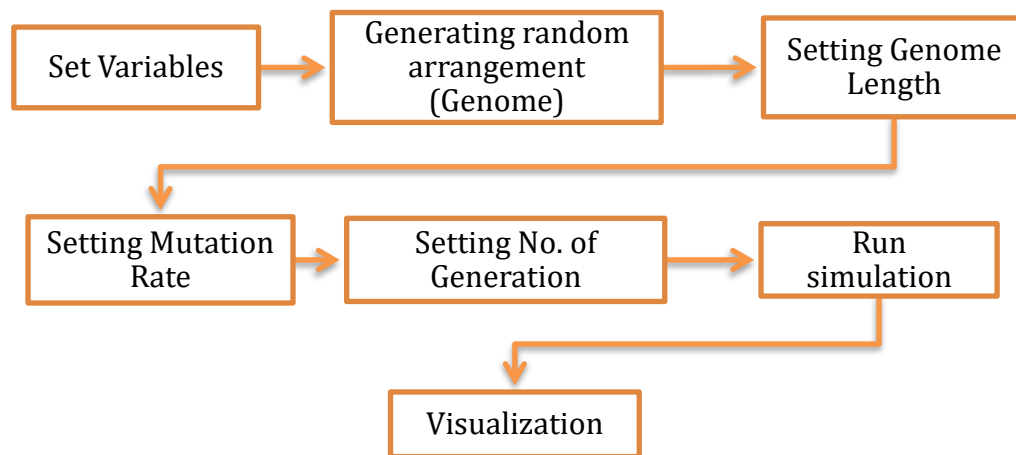 Set Variables
Generating random
arrangement
(Genome)
Setting Genome
Length
Setting Mutation
Rate
Setting No. of
Generation
Run
simulation
Visualization